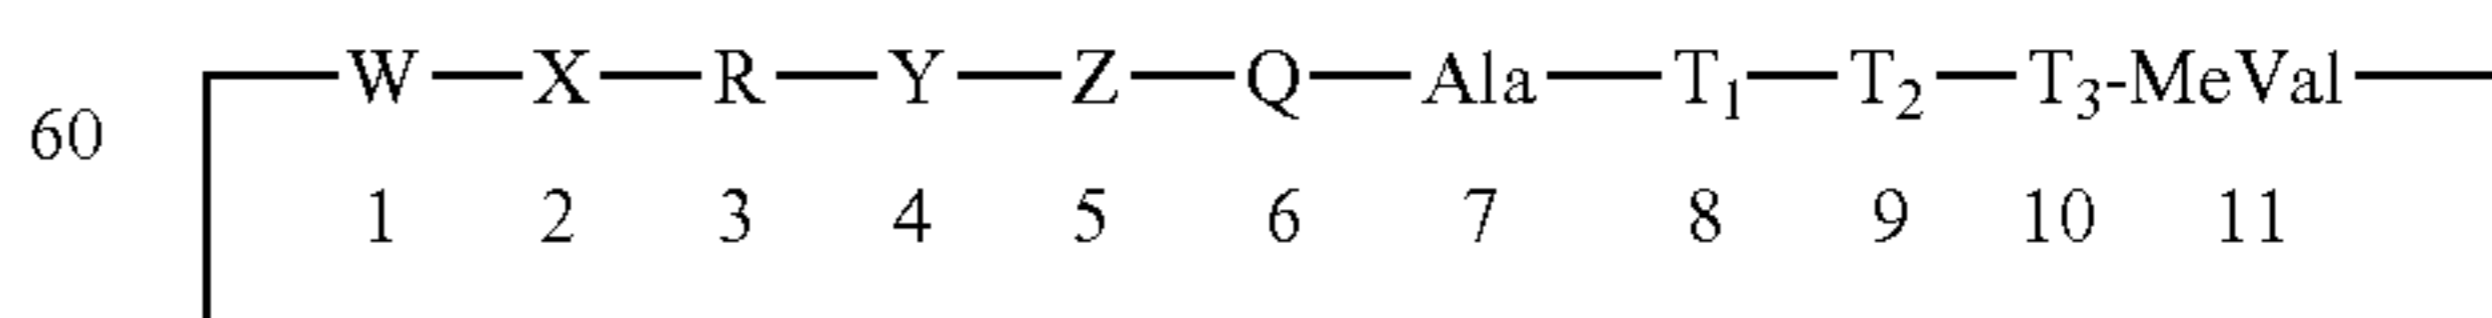 W—X—R—Y—Z—Q—Ala—T₁—T₂—T₃-MeVal
60
1 2 3 4 5 6 7 8 9 10 11